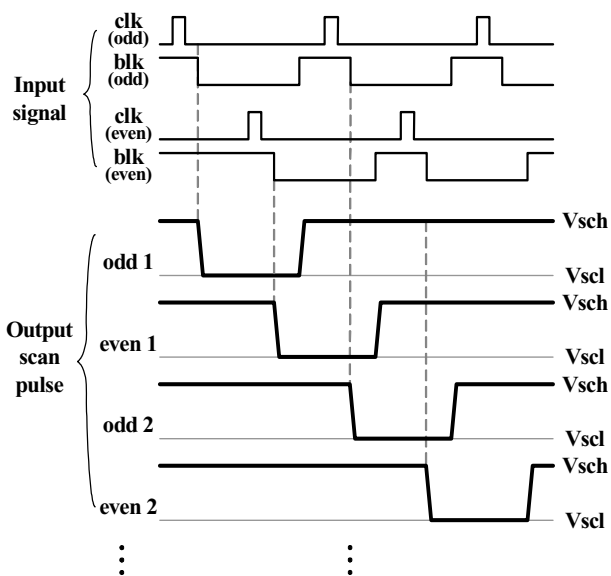 clk
(odd)
blk
(odd)
Input
signal
clk
(even)
blk
(even)
Vsch
odd 1
Vscl
Vsch
Output
scan
pulse
even 1
Vscl
Vsch
odd 2
Vscl
Vsch
even 2
Vscl